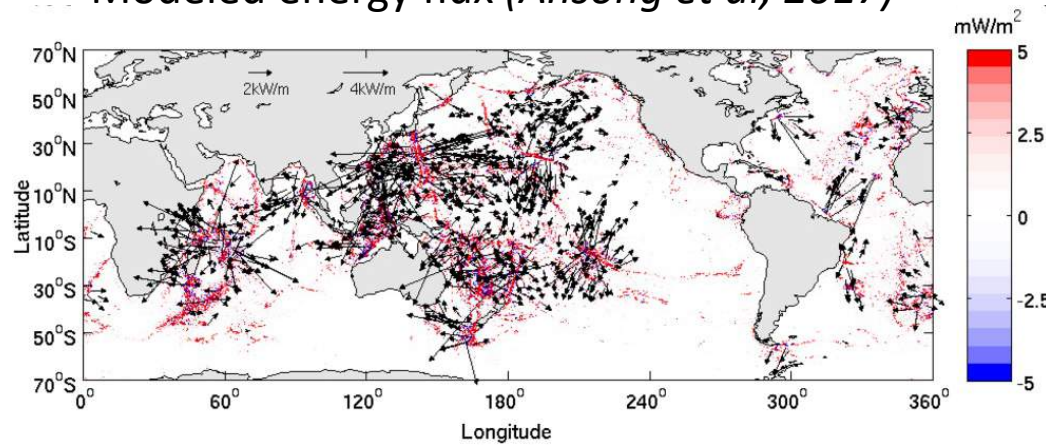 Modeled energy flux (Ansong et al, 2017)
mW/m²
70°N
50°N
30°N
10°N
10°S
30°S
50°S
70°S
Latitude
2kW/m
4kW/m
0°
60°
120°
180°
240°
300°
360°
Longitude
5
2.5
0
-2.5
-5